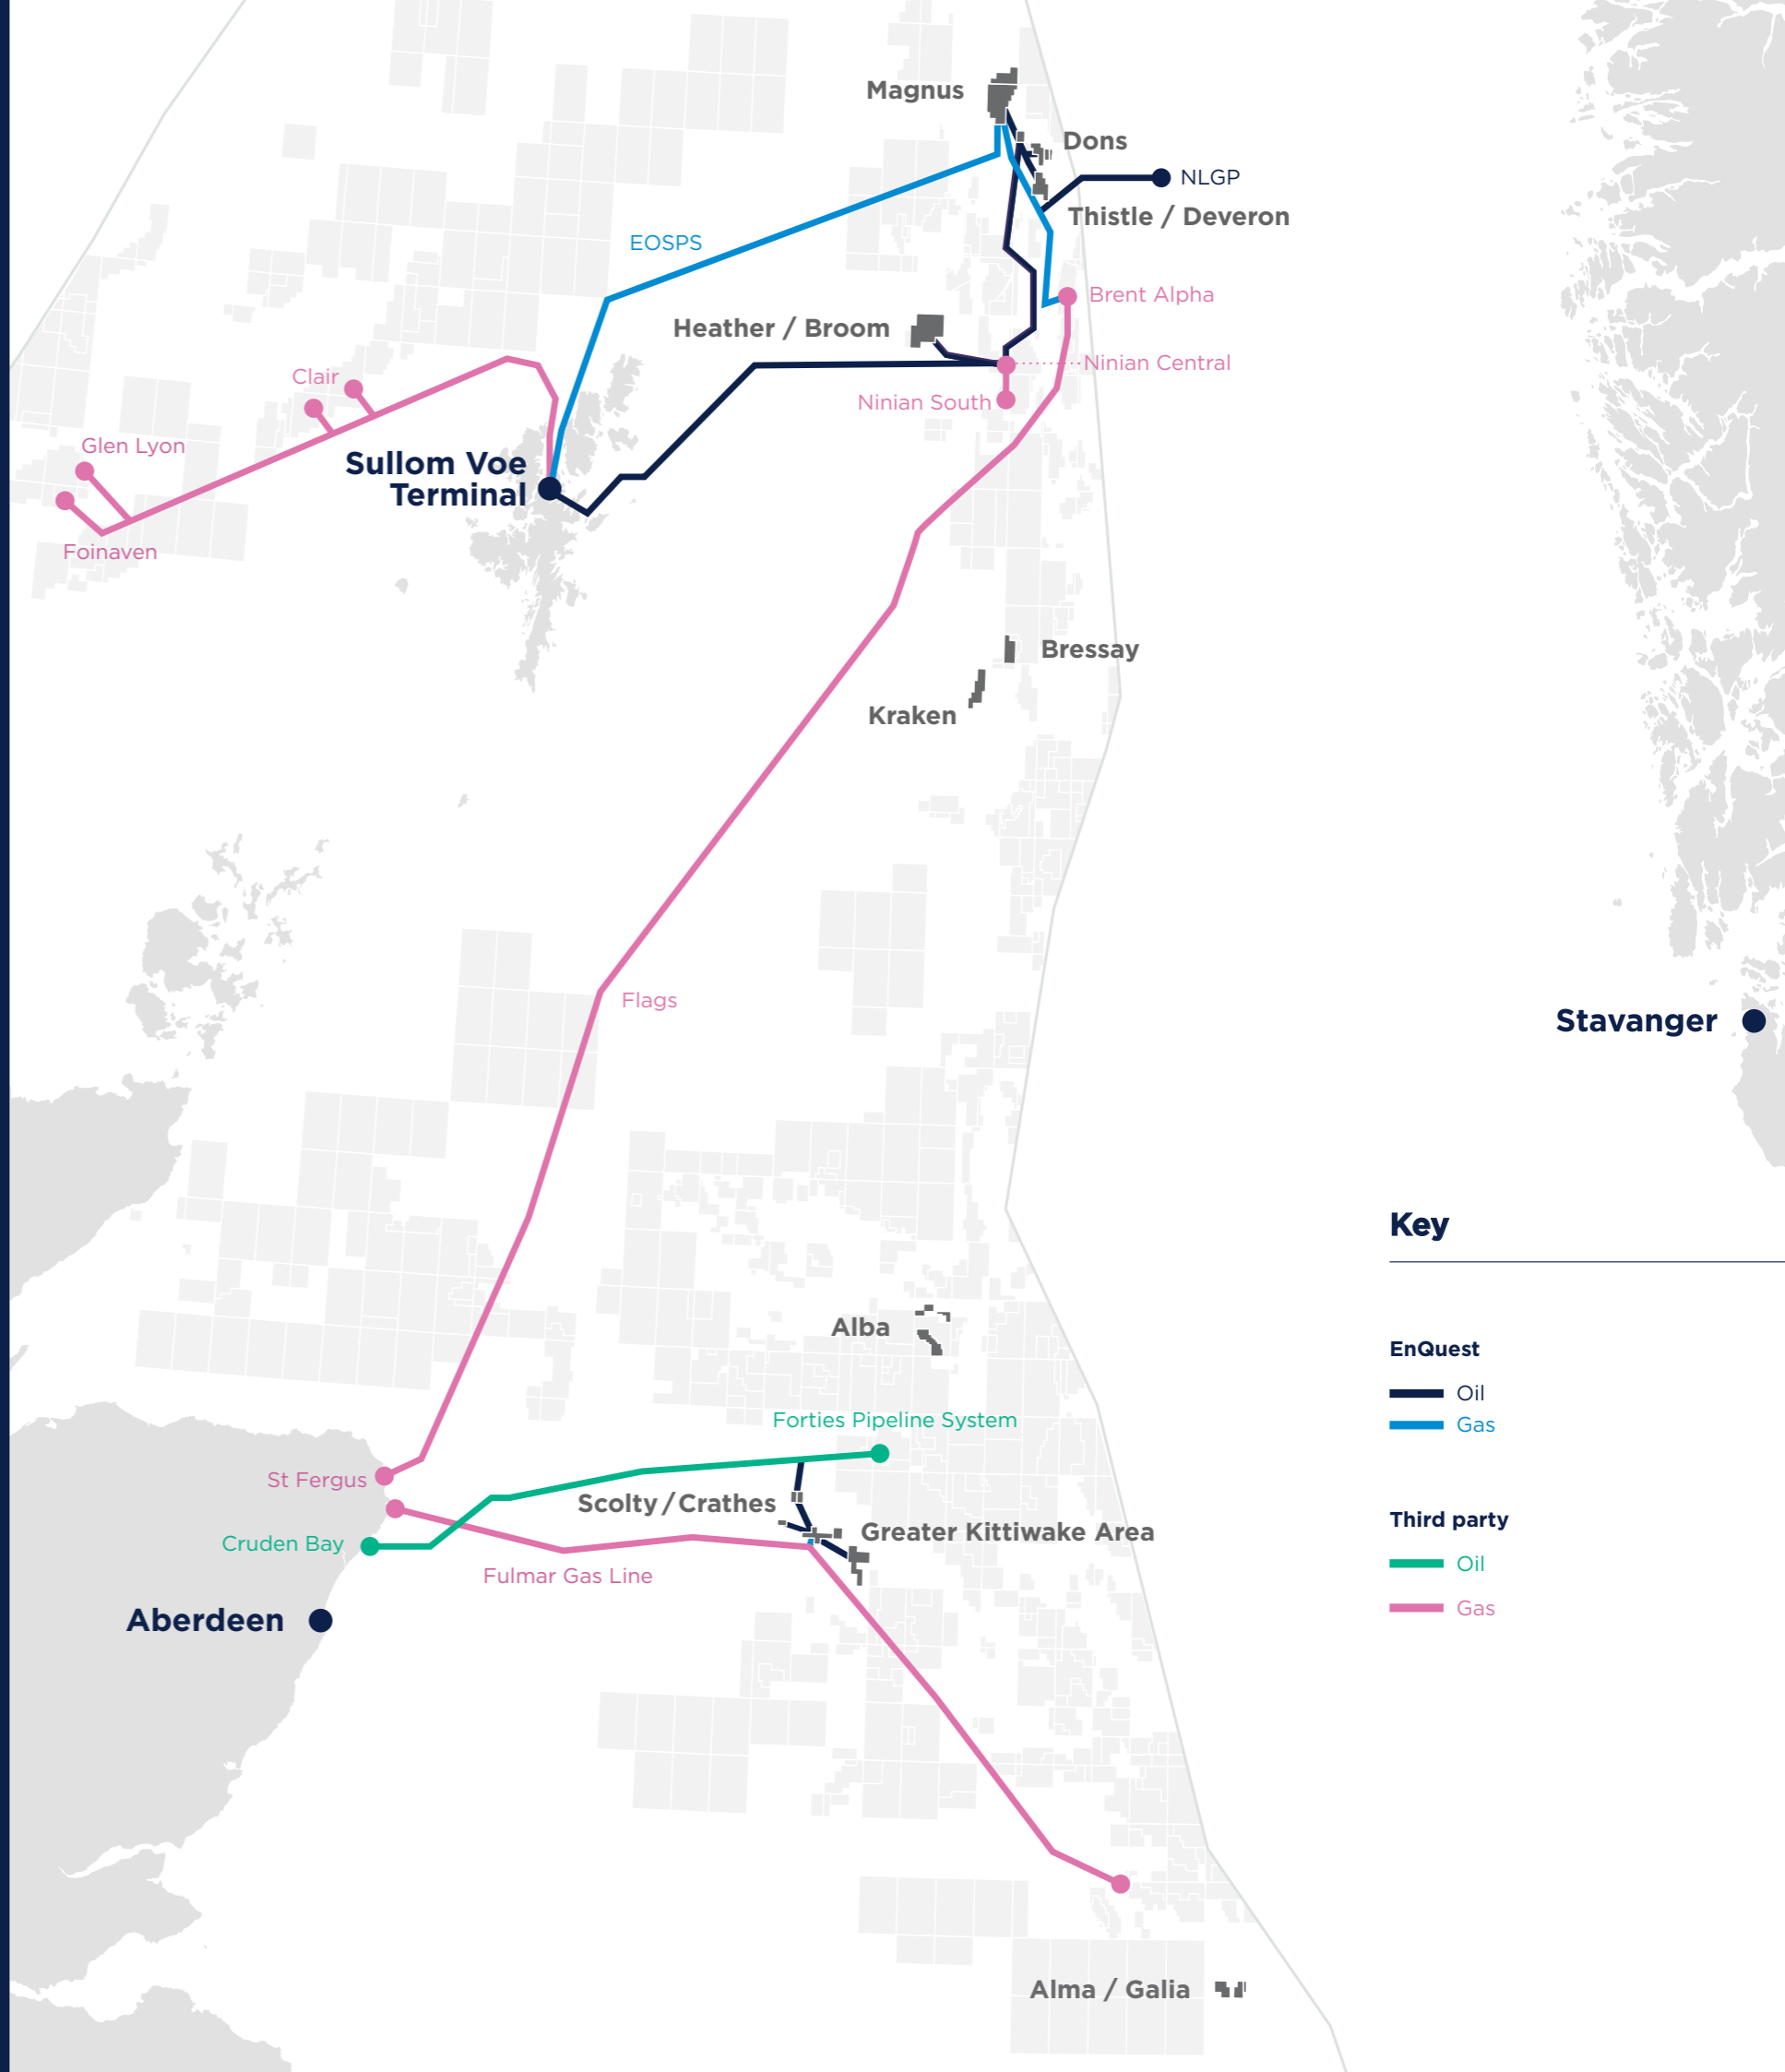 Magnus
Dons
NLGP
Thistle / Deveron
EOSPS
Brent Alpha
Heather / Broom
Ninian Central
Clair
Ninian South
Glen Lyon
Sullom Voe
Terminal
Foinaven
Bressay
Kraken
Flags
Stavanger
Key
Alba
EnQuest
Oil
Gas
Forties Pipeline System
St Fergus
Scolty / Crathes
Third party
Greater Kittiwake Area
Cruden Bay
Oil
Fulmar Gas Line
Gas
Aberdeen
Alma / Galia